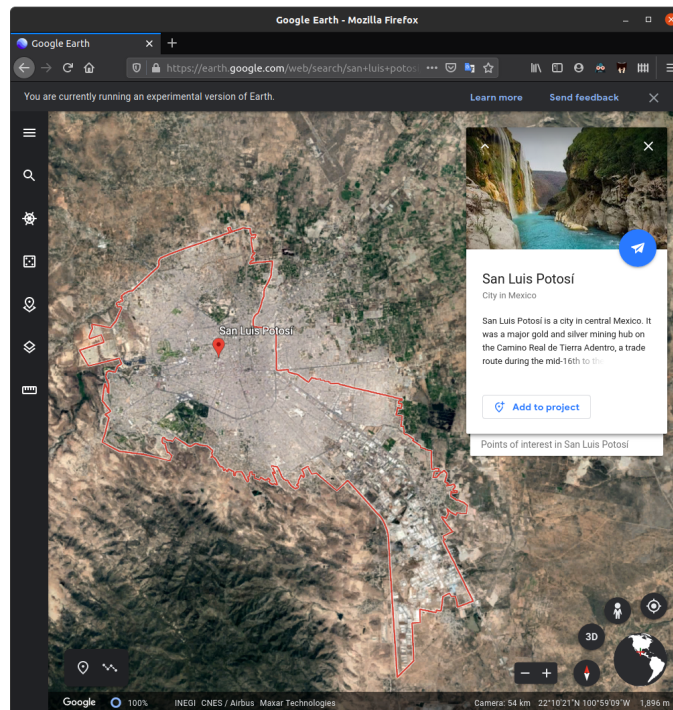 Google Earth - Mozilla Firefox
Google Earth
https://earth.google.com/web/search/san+luis+potos
You are currently running an experimental version of Earth.
Learn more
Send feedback
San Luis Potosí
San Luis Potosí
City in Mexico
San Luis Potosí is a city in central Mexico. It
was a major gold and silver mining hub on
the Camino Real de Tierra Adentro, a trade
route during the mid-16th to the
Add to project
Points of interest in San Luis Potosí
3D
Google
100%
INEGI CNES / Airbus Maxar Technologies
Camera: 54 km 22°10'21"N 100°59'09"W 1,896 m